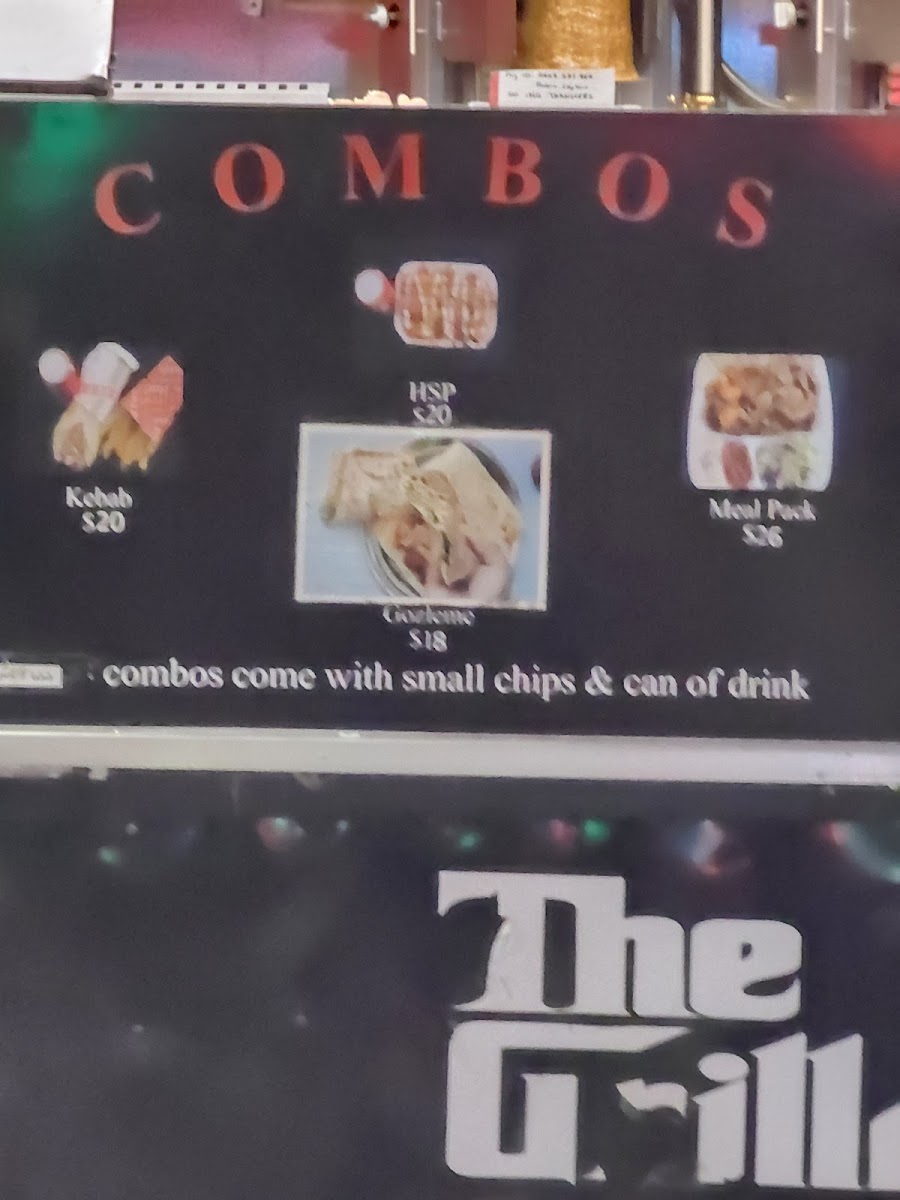 COMBOS
HSP
$20
Kebab
$20
Meal Pack
$26
Gozleme
$18
combos come with small chips & can of drink
The
Grill